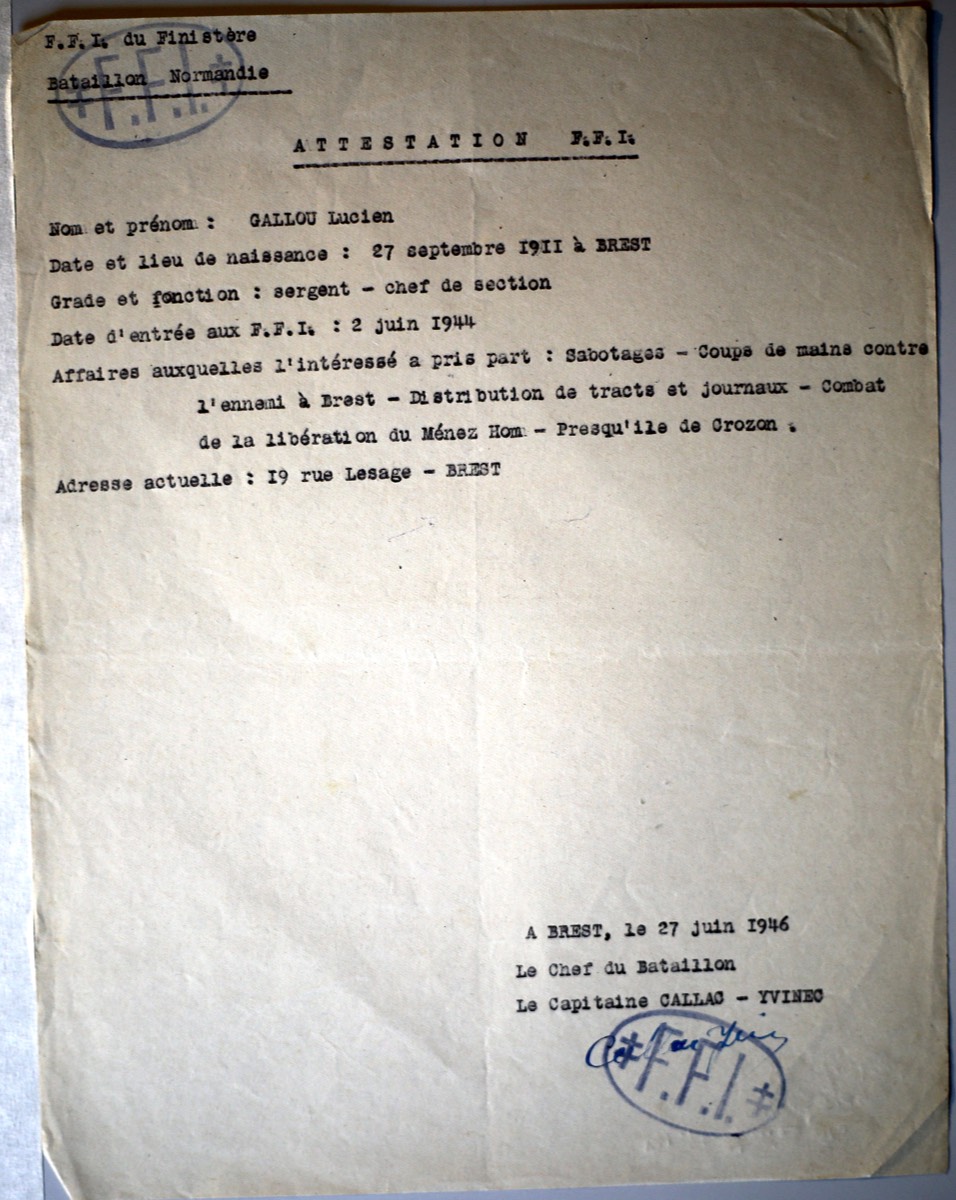 F.F.I. du Finistère
Bataillon Normandie
‡ F.F.I. ‡
ATTESTATION F.F.I.
Nom et prénom : GALLOU Lucien
Date et lieu de naissance : 27 septembre 1911 à BREST
Grade et fonction : sergent - chef de section
Date d'entrée aux F.F.I. : 2 juin 1944
Affaires auxquelles l'intéressé a pris part : Sabotages - Coups de mains contre
l'ennemi à Brest - Distribution de tracts et journaux - Combat
de la libération du Ménez Hom - Presqu'ile de Crozon .
Adresse actuelle : 19 rue Lesage - BREST
A BREST, le 27 juin 1946
Le Chef du Bataillon
Le Capitaine CALLAC - YVINEC
‡ F.F.I. ‡